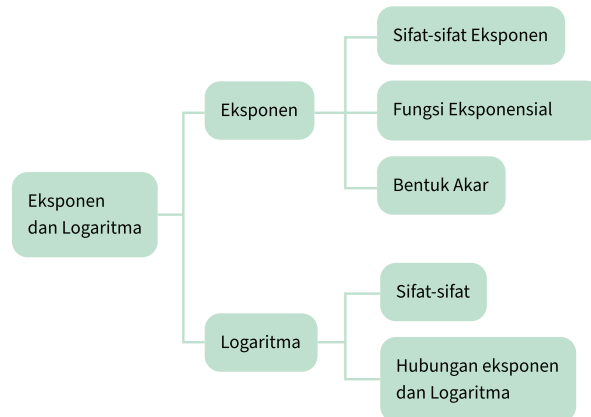 Eksponen
dan Logaritma
Eksponen
Sifat-sifat Eksponen
Fungsi Eksponensial
Bentuk Akar
Logaritma
Sifat-sifat
Hubungan eksponen
dan Logaritma